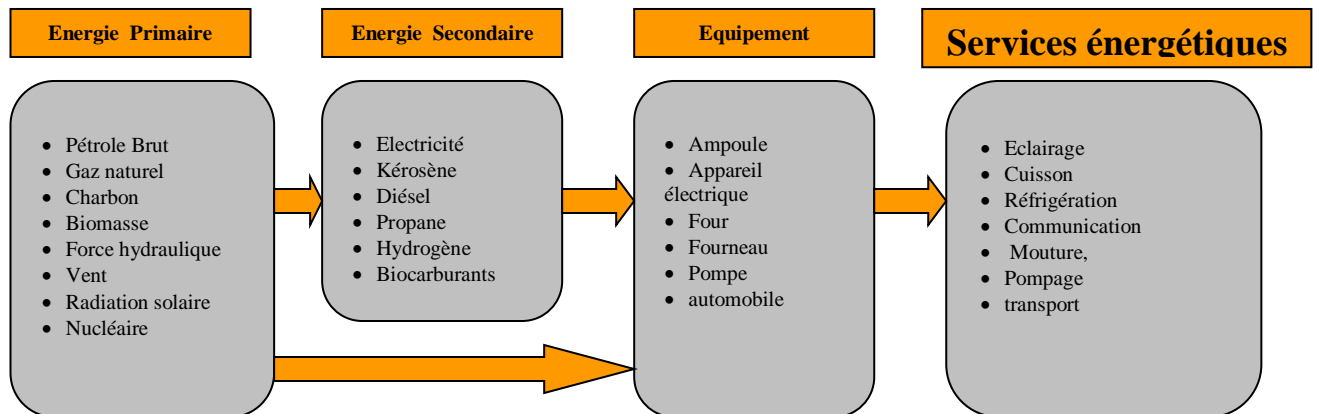 Energie Primaire
Energie Secondaire
Equipement
Services énergétiques
• Pétrole Brut
• Gaz naturel
• Charbon
• Biomasse
• Force hydraulique
• Vent
• Radiation solaire
• Nucléaire
• Electricité
• Kérosène
• Diésel
• Propane
• Hydrogène
• Biocarburants
• Ampoule
• Appareil
électrique
• Four
• Fourneau
• Pompe
• automobile
• Eclairage
• Cuisson
• Réfrigération
• Communication
• Mouture,
• Pompage
• transport